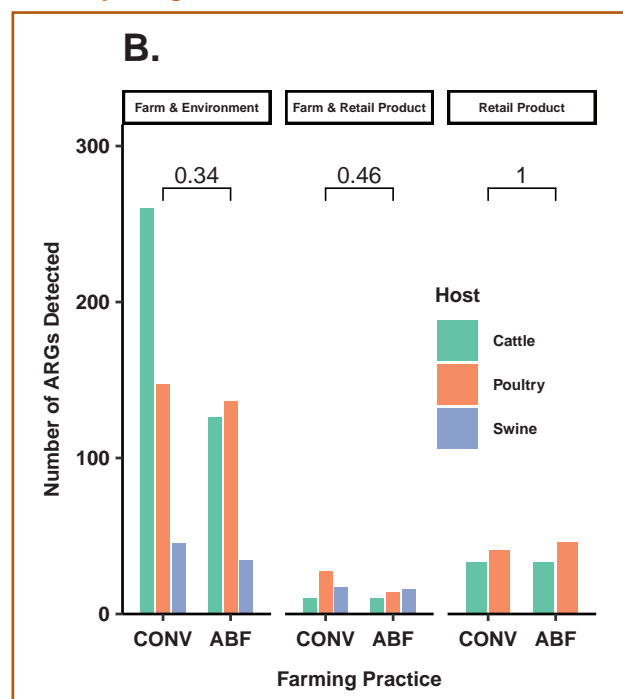 B.
Farm & Environment
Farm & Retail Product
Retail Product
300
200
100
0
Number of ARGs Detected
0.34
0.46
1
Host
Cattle
Poultry
Swine
CONV ABF
CONV ABF
CONV ABF
Farming Practice